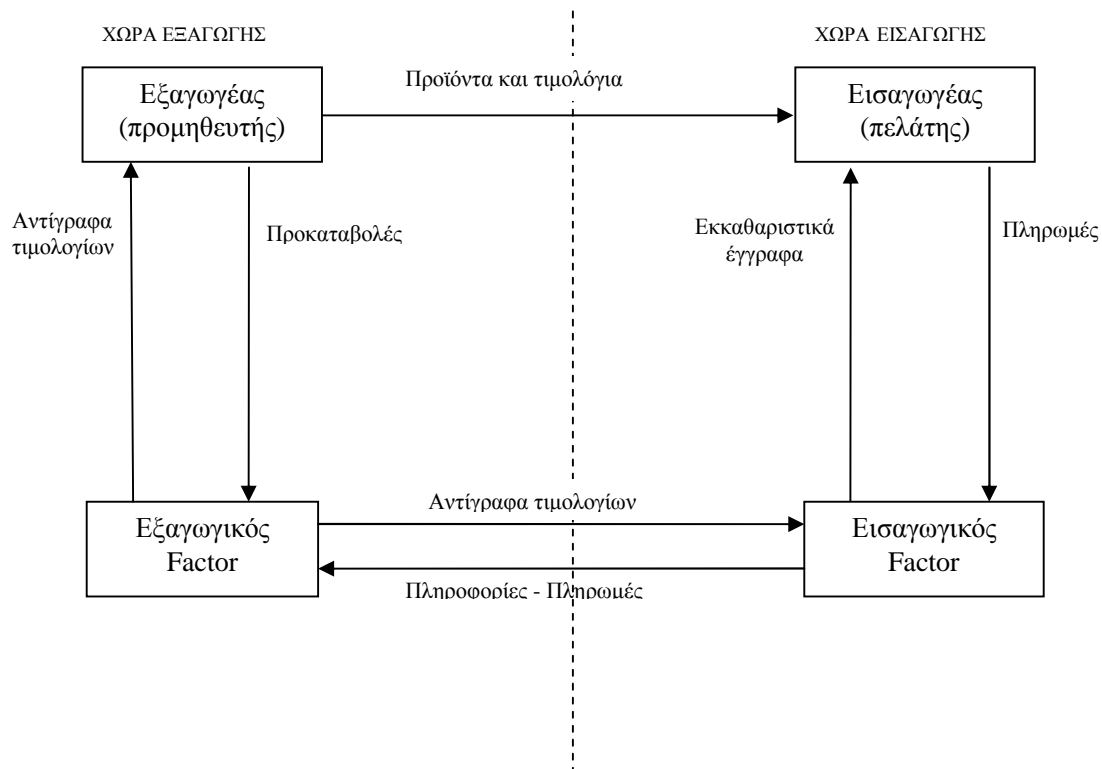 ΧΩΡΑ ΕΞΑΓΩΓΗΣ
ΧΩΡΑ ΕΙΣΑΓΩΓΗΣ
Εξαγωγέας
(προμηθευτής)
Προϊόντα και τιμολόγια
Εισαγωγέας
(πελάτης)
Αντίγραφα
τιμολογίων
Προκαταβολές
Εκκαθαριστικά
έγγραφα
Πληρωμές
Εξαγωγικός
Factor
Αντίγραφα τιμολογίων
Πληροφορίες - Πληρωμές
Εισαγωγικός
Factor